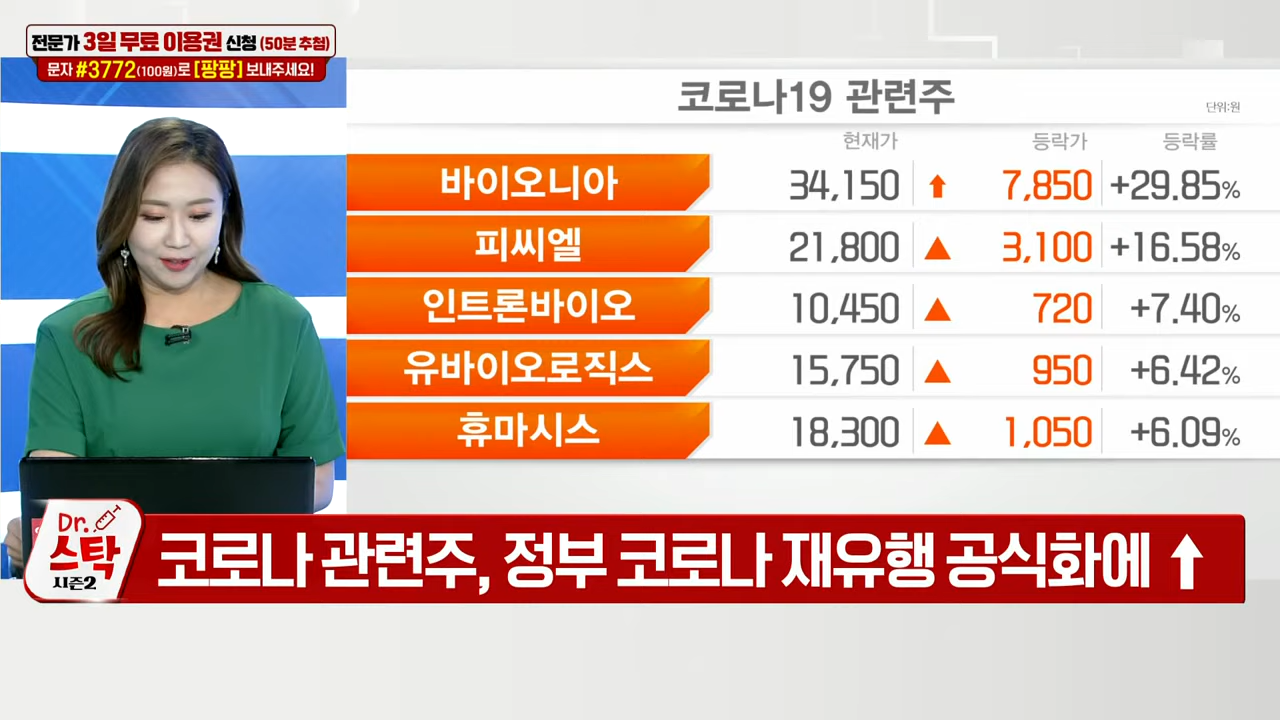 전문가 3일 무료 이용권 신청 (50분 추첨)
문자 #3772(100원)로 [팡팡] 보내주세요!
코로나19 관련주
단위:원
현재가 등락가 등락률
바이오니아 34,150 ⬆ 7,850 +29.85%
피씨엘 21,800 ▲ 3,100 +16.58%
인트론바이오 10,450 ▲ 720 +7.40%
유바이오로직스 15,750 ▲ 950 +6.42%
휴마시스 18,300 ▲ 1,050 +6.09%
Dr.
스탁
시즌2
코로나 관련주, 정부 코로나 재유행 공식화에 ⬆